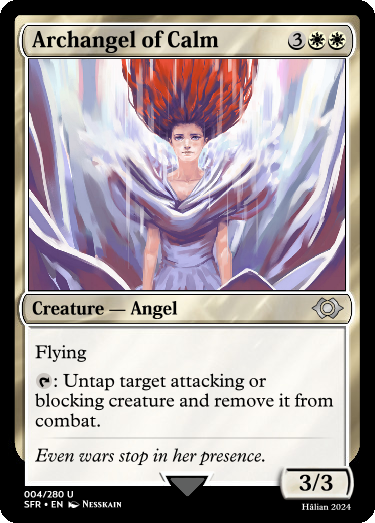 Archangel of Calm 3
Creature — Angel
Flying
: Untap target attacking or
blocking creature and remove it from
combat.
Even wars stop in her presence.
3/3
004/280 U
SFR • EN Nesskain
Hālian 2024